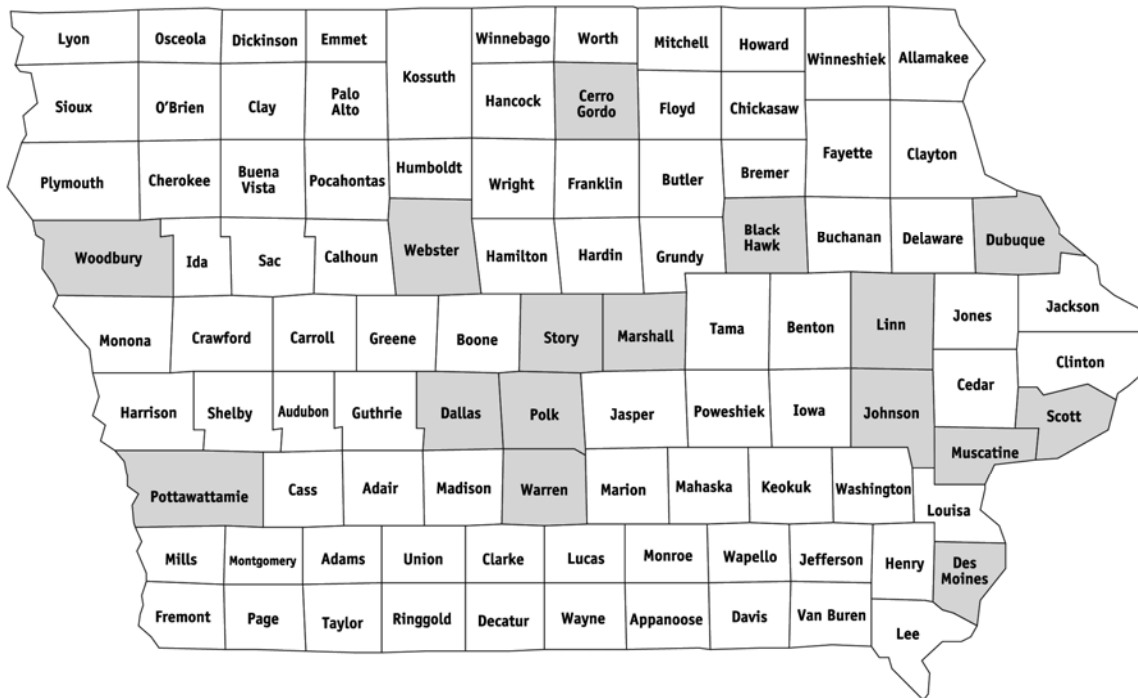 Lyon
Osceola
Dickinson
Emmet
Kossuth
Winnebago
Worth
Mitchell
Howard
Winneshiek
Allamakee
Sioux
O'Brien
Clay
Palo
Alto
Hancock
Cerro
Gordo
Floyd
Chickasaw
Fayette
Clayton
Plymouth
Cherokee
Buena
Vista
Pocahontas
Humboldt
Wright
Franklin
Butler
Bremer
Woodbury
Ida
Sac
Calhoun
Webster
Hamilton
Hardin
Grundy
Black
Hawk
Buchanan
Delaware
Dubuque
Monona
Crawford
Carroll
Greene
Boone
Story
Marshall
Tama
Benton
Linn
Jones
Jackson
Clinton
Harrison
Shelby
Audubon
Guthrie
Dallas
Polk
Jasper
Poweshiek
Iowa
Johnson
Cedar
Scott
Muscatine
Pottawattamie
Cass
Adair
Madison
Warren
Marion
Mahaska
Keokuk
Washington
Louisa
Mills
Montgomery
Adams
Union
Clarke
Lucas
Monroe
Wapello
Jefferson
Henry
Des
Moines
Fremont
Page
Taylor
Ringgold
Decatur
Wayne
Appanoose
Davis
Van Buren
Lee